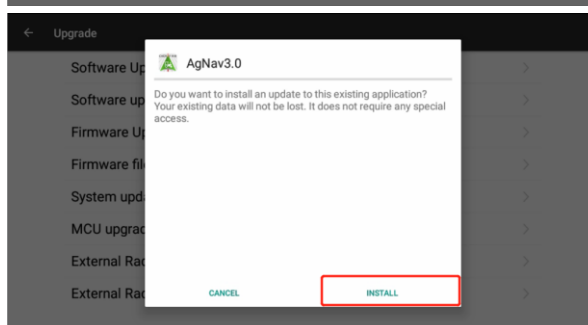 Upgrade
Software Up
AgNav3.0
Software up
Do you want to install an update to this existing application?
Your existing data will not be lost. It does not require any special
access.
Firmware Up
Firmware fil
System upd
MCU upgrad
External Rad
External Rad
CANCEL
INSTALL